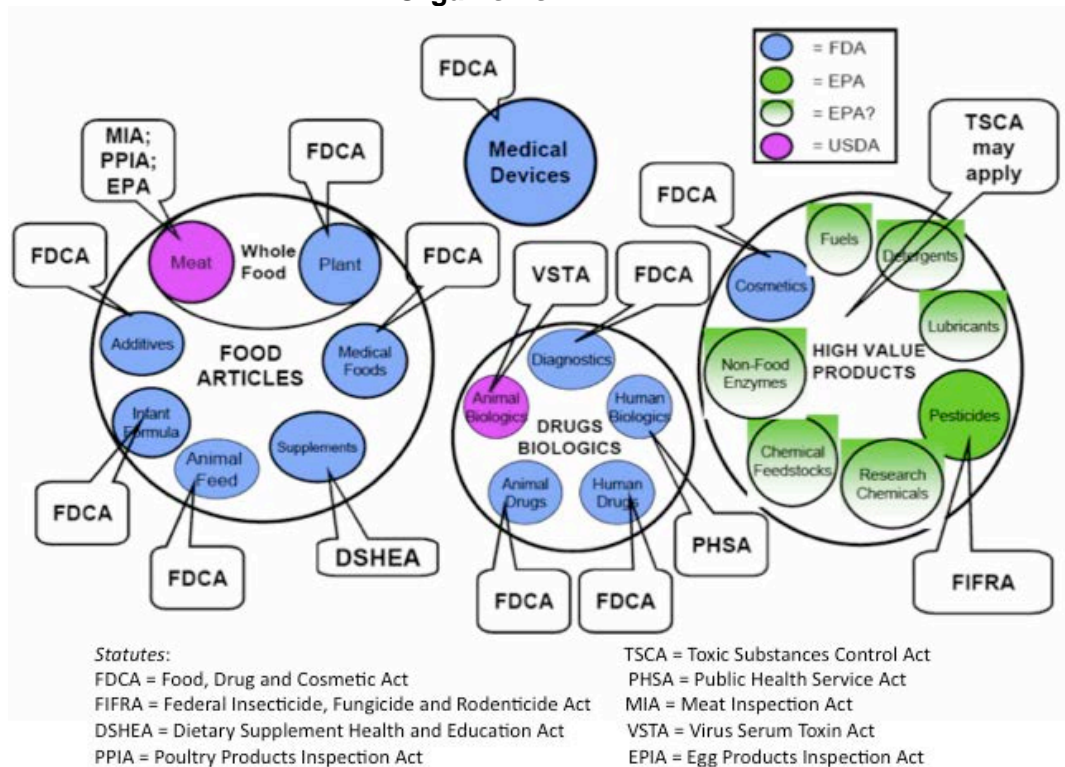 FDCA
Medical
Devices
= FDA
= EPA
= EPA?
= USDA
MIA;
PPIA;
EPA
FDCA
FDCA
FDCA
Meat
Whole
Food
Plant
Additives
FOOD
ARTICLES
Medical
Foods
Infant
Formula
Animal
Feed
Supplements
FDCA
FDCA
DSHEA
VSTA
FDCA
Diagnostics
Animal
Biologics
Human
Biologics
DRUGS
BIOLOGICS
Animal
Drugs
Human
Drugs
FDCA
FDCA
PHSA
FDCA
TSCA
may
apply
Fuels
Detergents
Cosmetics
Lubricants
Non-Food
Enzymes
HIGH VALUE
PRODUCTS
Pesticides
Chemical
Feedstocks
Research
Chemicals
FIFRA
Statutes:
FDCA = Food, Drug and Cosmetic Act
FIFRA = Federal Insecticide, Fungicide and Rodenticide Act
DSHEA = Dietary Supplement Health and Education Act
PPIA = Poultry Products Inspection Act
TSCA = Toxic Substances Control Act
PHSA = Public Health Service Act
MIA = Meat Inspection Act
VSTA = Virus Serum Toxin Act
EPIA = Egg Products Inspection Act